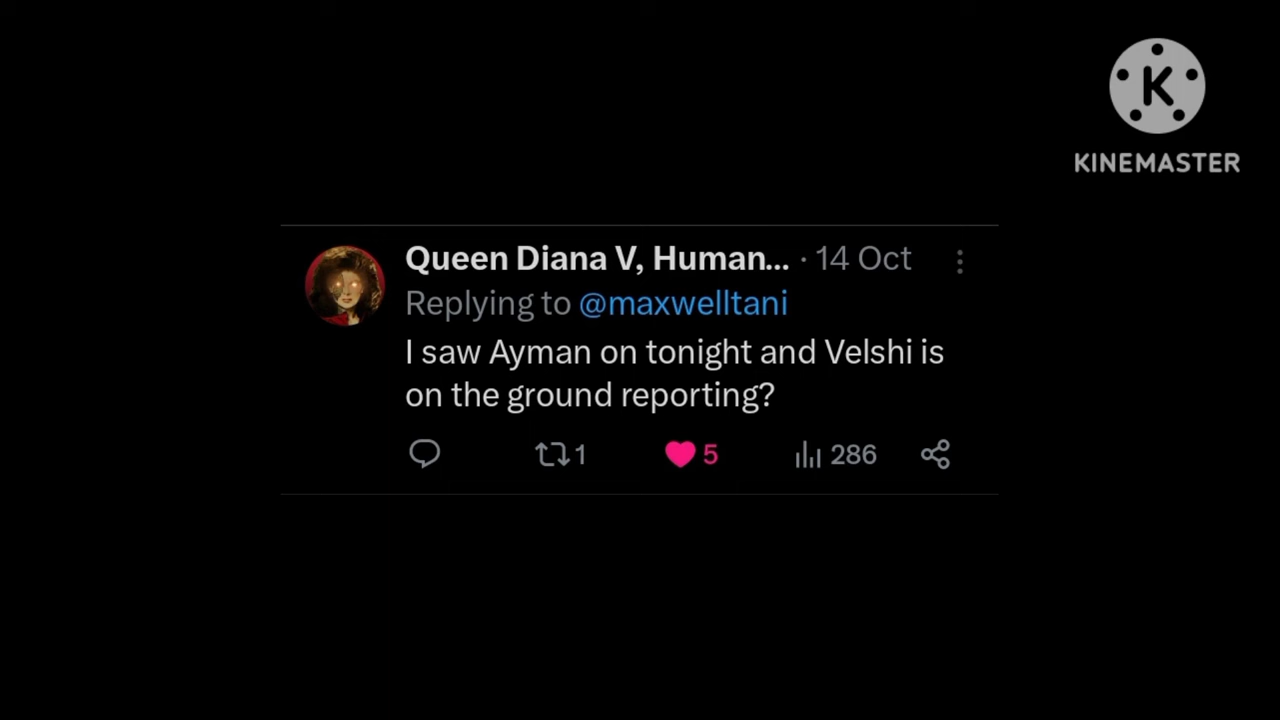 K
KINEMASTER
Queen Diana V, Human... · 14 Oct
Replying to @maxwelltani
I saw Ayman on tonight and Velshi is
on the ground reporting?
1 5 286